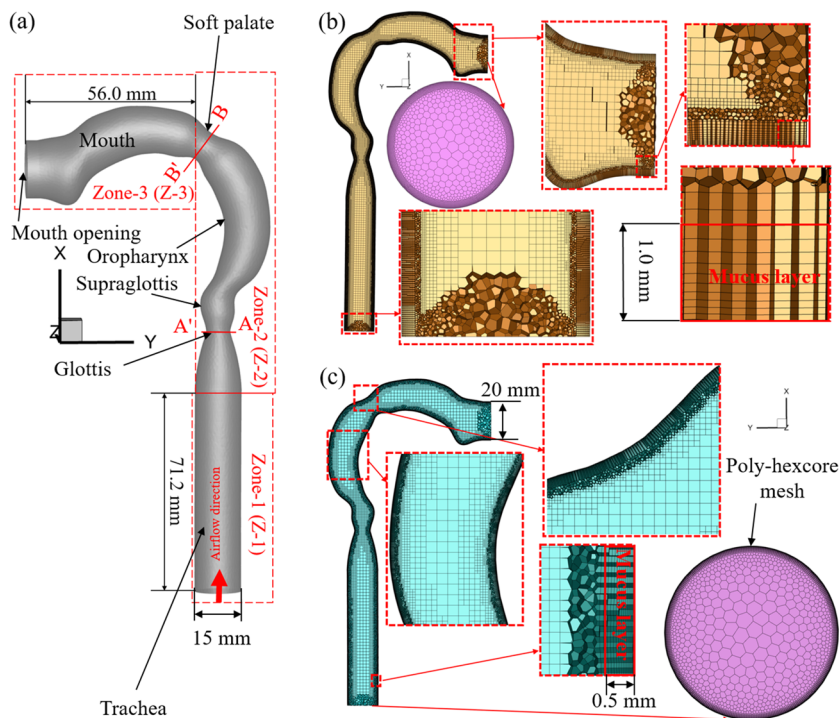 (a)
Soft palate
56.0 mm
B
Mouth
B'
Zone-3 (Z-3)
Mouth opening
Oropharynx
X
Supraglottis
Z
Y
A'
A
Glottis
Zone-2 (Z-2)
71.2 mm
Zone-1 (Z-1)
Airflow direction
15 mm
Trachea
(b)
X
Y
Z
1.0 mm
Mucus layer
(c)
20 mm
X
Y
Z
Poly-hexcore
mesh
Mucus layer
0.5 mm